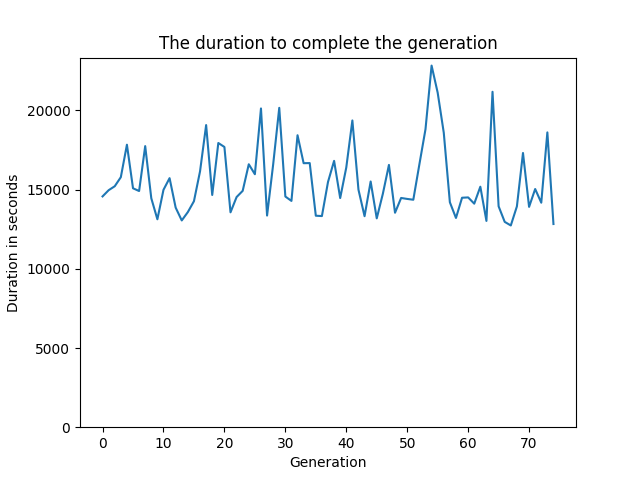 The duration to complete the generation
Duration in seconds
20000
15000
10000
5000
0
0 10 20 30 40 50 60 70
Generation